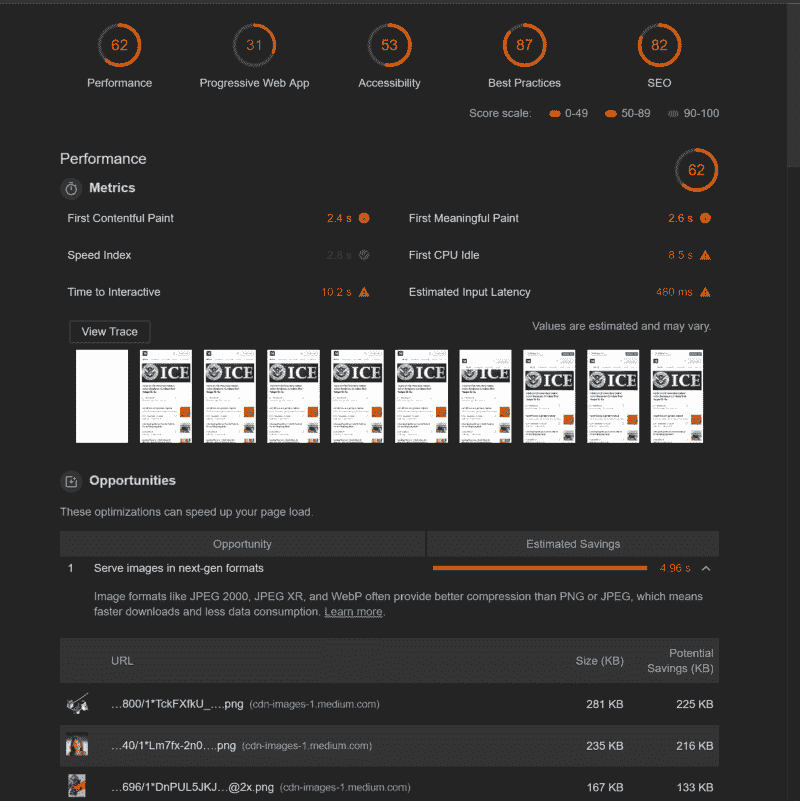 62 31 53 87 82
Performance Progressive Web App Accessibility Best Practices SEO
Score scale: 0-49 50-89 90-100
Performance
62
Metrics
First Contentful Paint 2.4 s First Meaningful Paint 2.6 s
Speed Index 2.8 s First CPU Idle 8.5 s
Time to Interactive 10.2 s Estimated Input Latency 480 ms
View Trace Values are estimated and may vary.
ICE ICE ICE ICE ICE ICE ICE ICE ICE
Opportunities
These optimizations can speed up your page load.
Opportunity Estimated Savings
1 Serve images in next-gen formats 4.96 s
Image formats like JPEG 2000, JPEG XR, and WebP often provide better compression than PNG or JPEG, which means
faster downloads and less data consumption. Learn more.
URL Size (KB) Potential
Savings (KB)
…800/1*TckFXfkU_….png (cdn-images-1.medium.com) 281 KB 225 KB
…40/1*Lm7fx-2n0….png (cdn-images-1.medium.com) 235 KB 216 KB
…696/1*DnPUL5JKJ…@2x.png (cdn-images-1.medium.com) 167 KB 133 KB